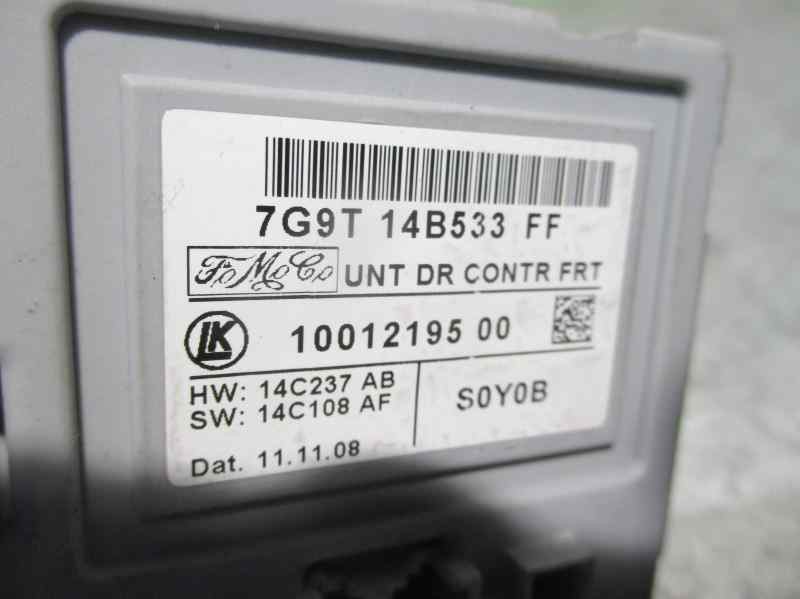 7G9T 14B533 FF
FoMoCo UNT DR CONTR FRT
LK 10012195 00
HW: 14C237 AB
SW: 14C108 AF
S0Y0B
Dat. 11.11.08